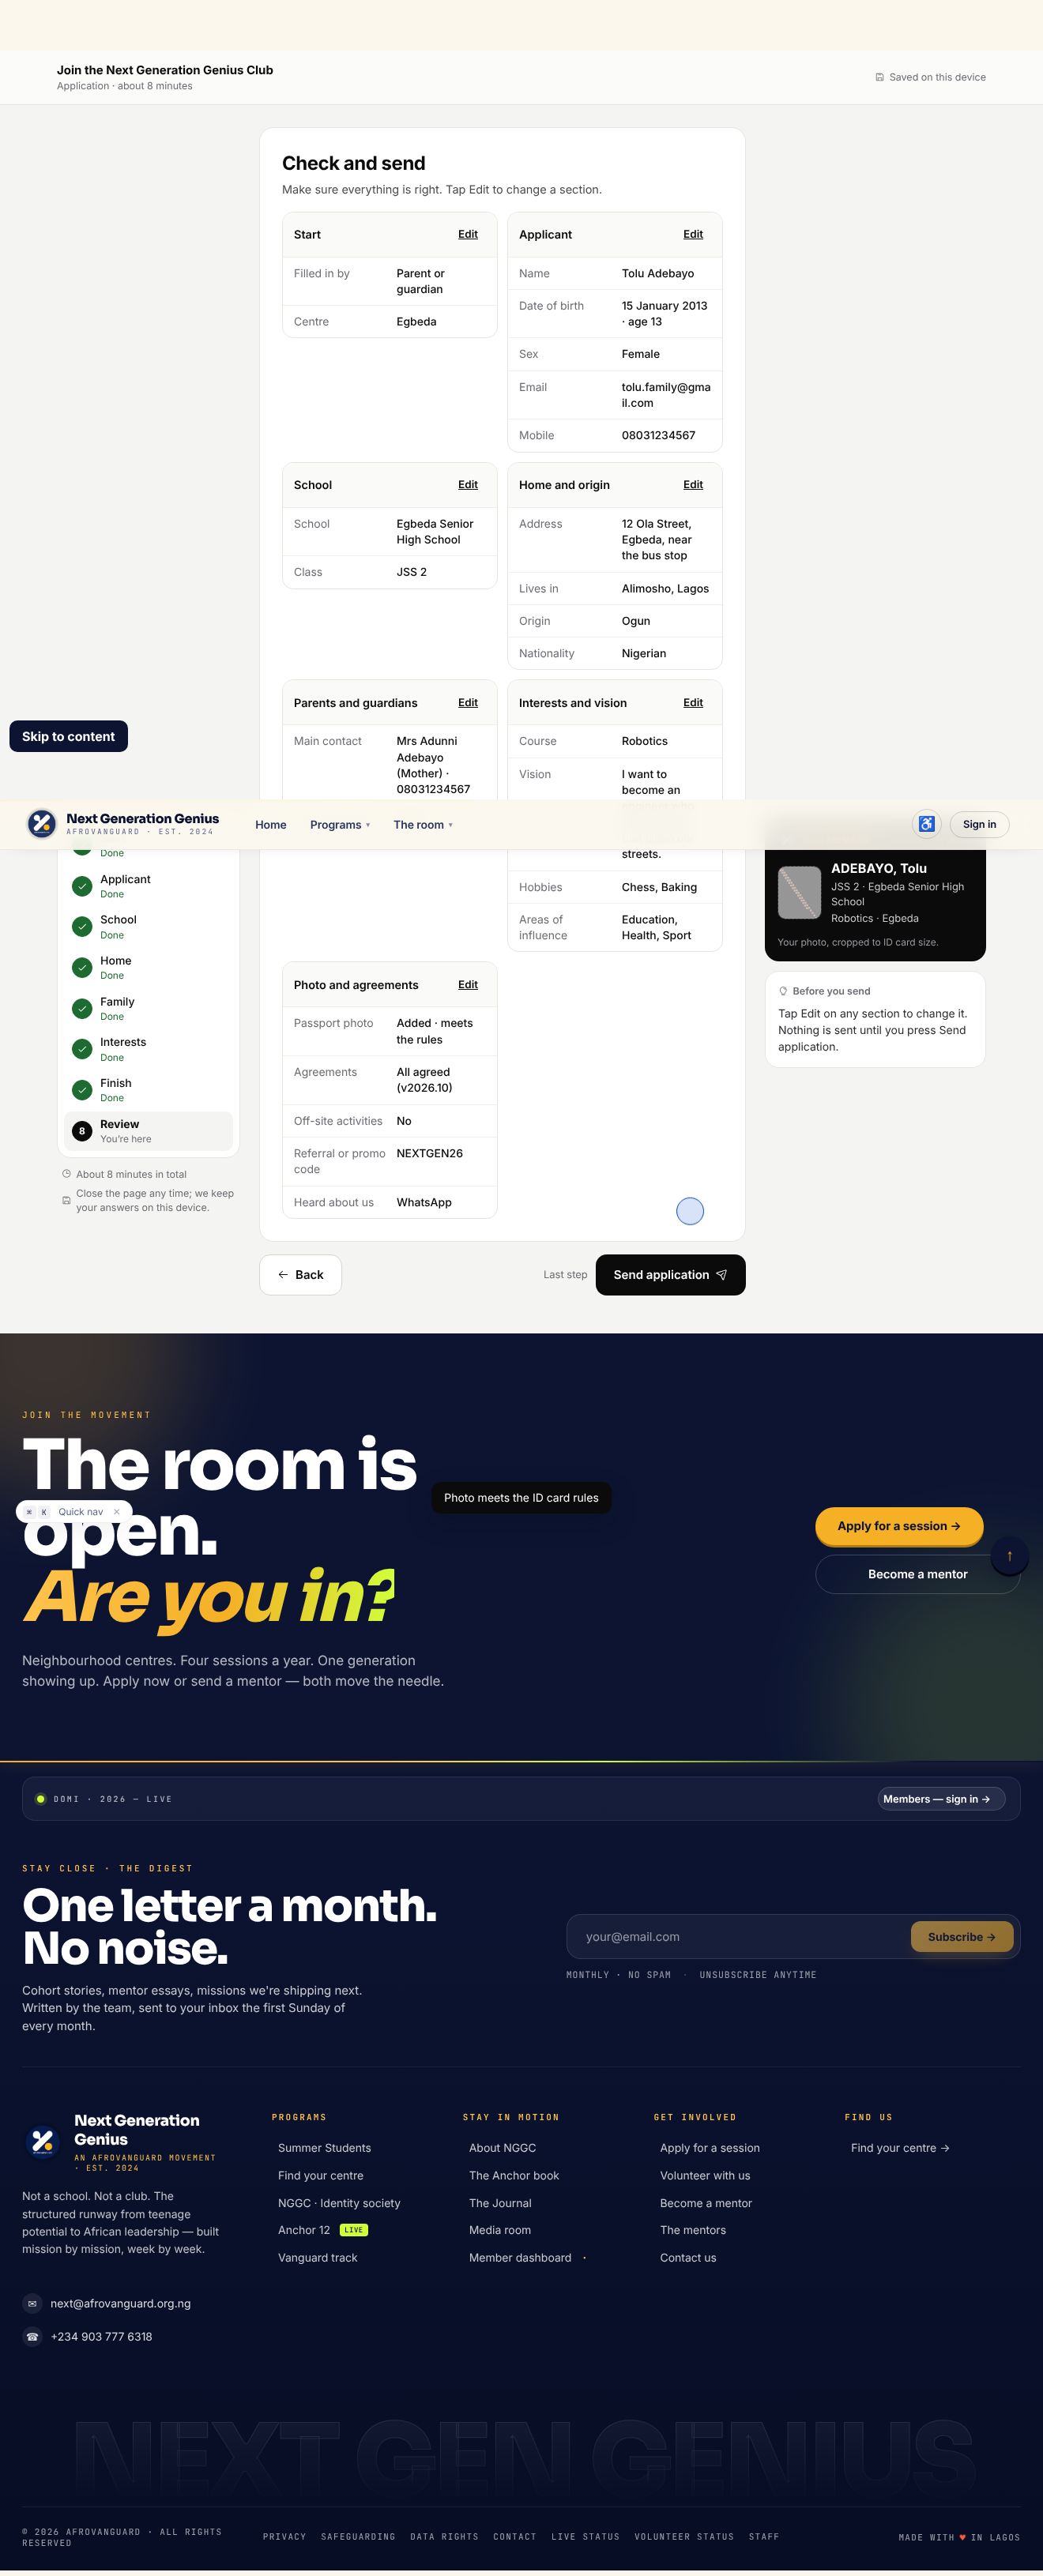 Join the Next Generation Genius Club
Application · about 8 minutes
Saved on this device
Check and send
Make sure everything is right. Tap Edit to change a section.
Start
Edit
Filled in by
Parent or
guardian
Centre
Egbeda
Applicant
Edit
Name
Tolu Adebayo
Date of birth
15 January 2013
· age 13
Sex
Female
Email
tolu.family@gma
il.com
Mobile
08031234567
School
Edit
School
Egbeda Senior
High School
Class
JSS 2
Home and origin
Edit
Address
12 Ola Street,
Egbeda, near
the bus stop
Lives in
Alimosho, Lagos
Origin
Ogun
Nationality
Nigerian
Parents and guardians
Edit
Main contact
Mrs Adunni
Adebayo
(Mother) ·
08031234567
Interests and vision
Edit
Course
Robotics
Vision
I want to
become an
streets.
Hobbies
Chess, Baking
Areas of
influence
Education,
Health, Sport
Skip to content
Next Generation Genius
AFROVANGUARD · EST. 2024
Home
Programs ▾
The room ▾
♿
Sign in
Done
Applicant
Done
School
Done
Home
Done
Family
Done
Interests
Done
Finish
Done
8
Review
You're here
About 8 minutes in total
Close the page any time; we keep
your answers on this device.
ADEBAYO, Tolu
JSS 2 · Egbeda Senior High
School
Robotics · Egbeda
Your photo, cropped to ID card size.
Before you send
Tap Edit on any section to change it.
Nothing is sent until you press Send
application.
Photo and agreements
Edit
Passport photo
Added · meets
the rules
Agreements
All agreed
(v2026.10)
Off-site activities
No
Referral or promo
code
NEXTGEN26
Heard about us
WhatsApp
← Back
Last step
Send application
JOIN THE MOVEMENT
The room is
open.
Are you in?
⌘ K Quick nav ×
Photo meets the ID card rules
Apply for a session →
Become a mentor
↑
Neighbourhood centres. Four sessions a year. One generation
showing up. Apply now or send a mentor — both move the needle.
DOMI · 2026 — LIVE
Members — sign in →
STAY CLOSE · THE DIGEST
One letter a month.
No noise.
Cohort stories, mentor essays, missions we're shipping next.
Written by the team, sent to your inbox the first Sunday of
every month.
your@email.com
Subscribe →
MONTHLY · NO SPAM · UNSUBSCRIBE ANYTIME
Next Generation
Genius
AN AFROVANGUARD MOVEMENT
· EST. 2024
Not a school. Not a club. The
structured runway from teenage
potential to African leadership — built
mission by mission, week by week.
next@afrovanguard.org.ng
+234 903 777 6318
PROGRAMS
Summer Students
Find your centre
NGGC · Identity society
Anchor 12 LIVE
Vanguard track
STAY IN MOTION
About NGGC
The Anchor book
The Journal
Media room
Member dashboard ·
GET INVOLVED
Apply for a session
Volunteer with us
Become a mentor
The mentors
Contact us
FIND US
Find your centre →
NEXT GEN GENIUS
© 2026 AFROVANGUARD · ALL RIGHTS
RESERVED
PRIVACY
SAFEGUARDING
DATA RIGHTS
CONTACT
LIVE STATUS
VOLUNTEER STATUS
STAFF
MADE WITH ♥ IN LAGOS